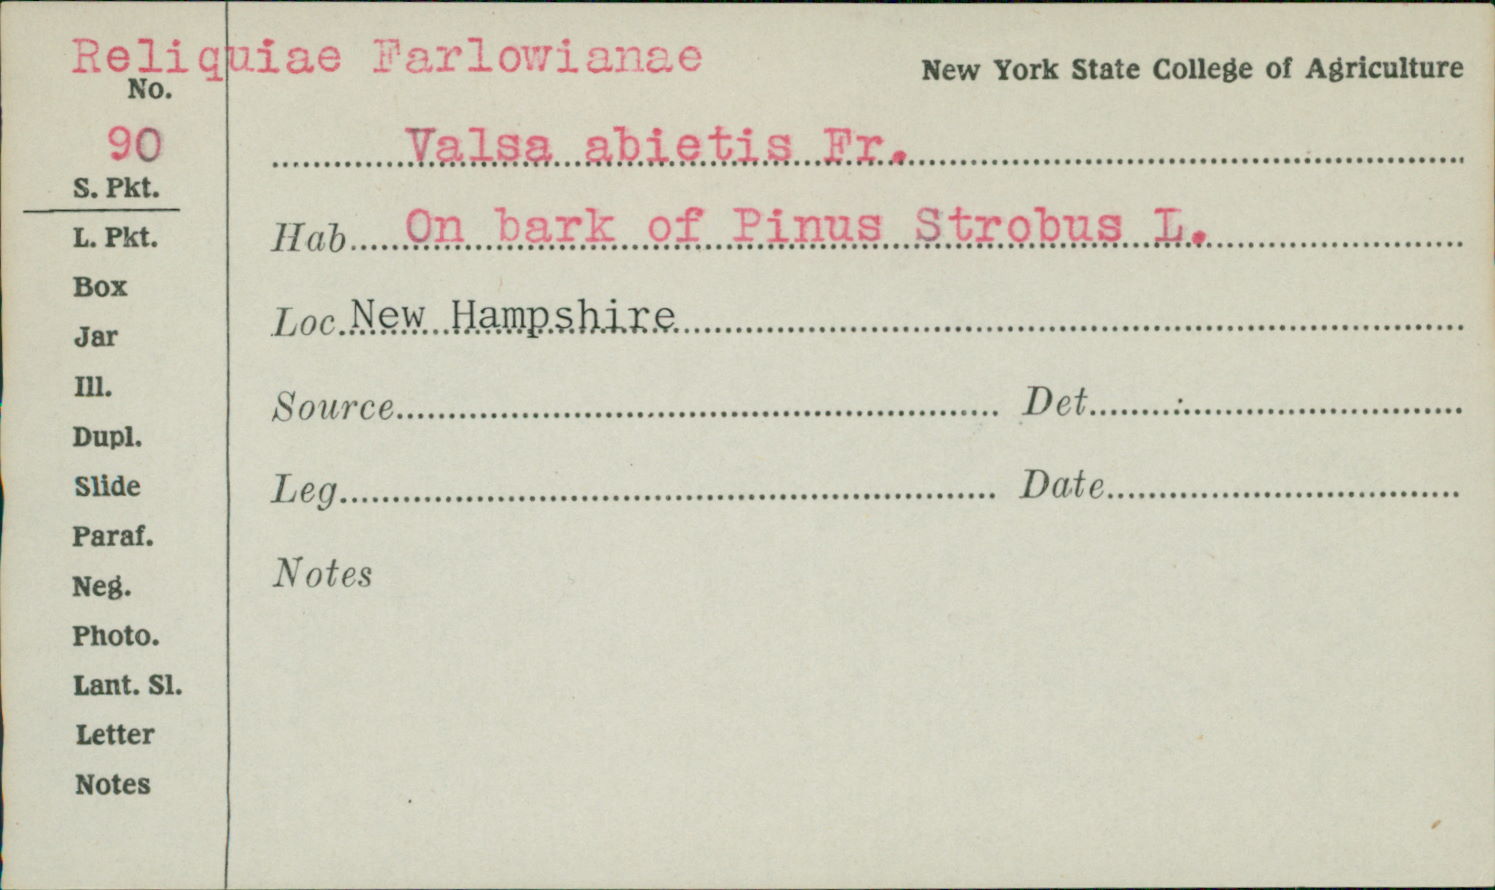 Reliquiae Farlowianae
New York State College of Agriculture
No.
90
Valsa abietis Fr.
S. Pkt.
Hab. On bark of Pinus Strobus L.
L. Pkt.
Box
Loc. New Hampshire
Jar
Ill.
Source Det.
Dupl.
Slide
Leg. Date
Paraf.
Notes
Neg.
Photo.
Lant. Sl.
Letter
Notes